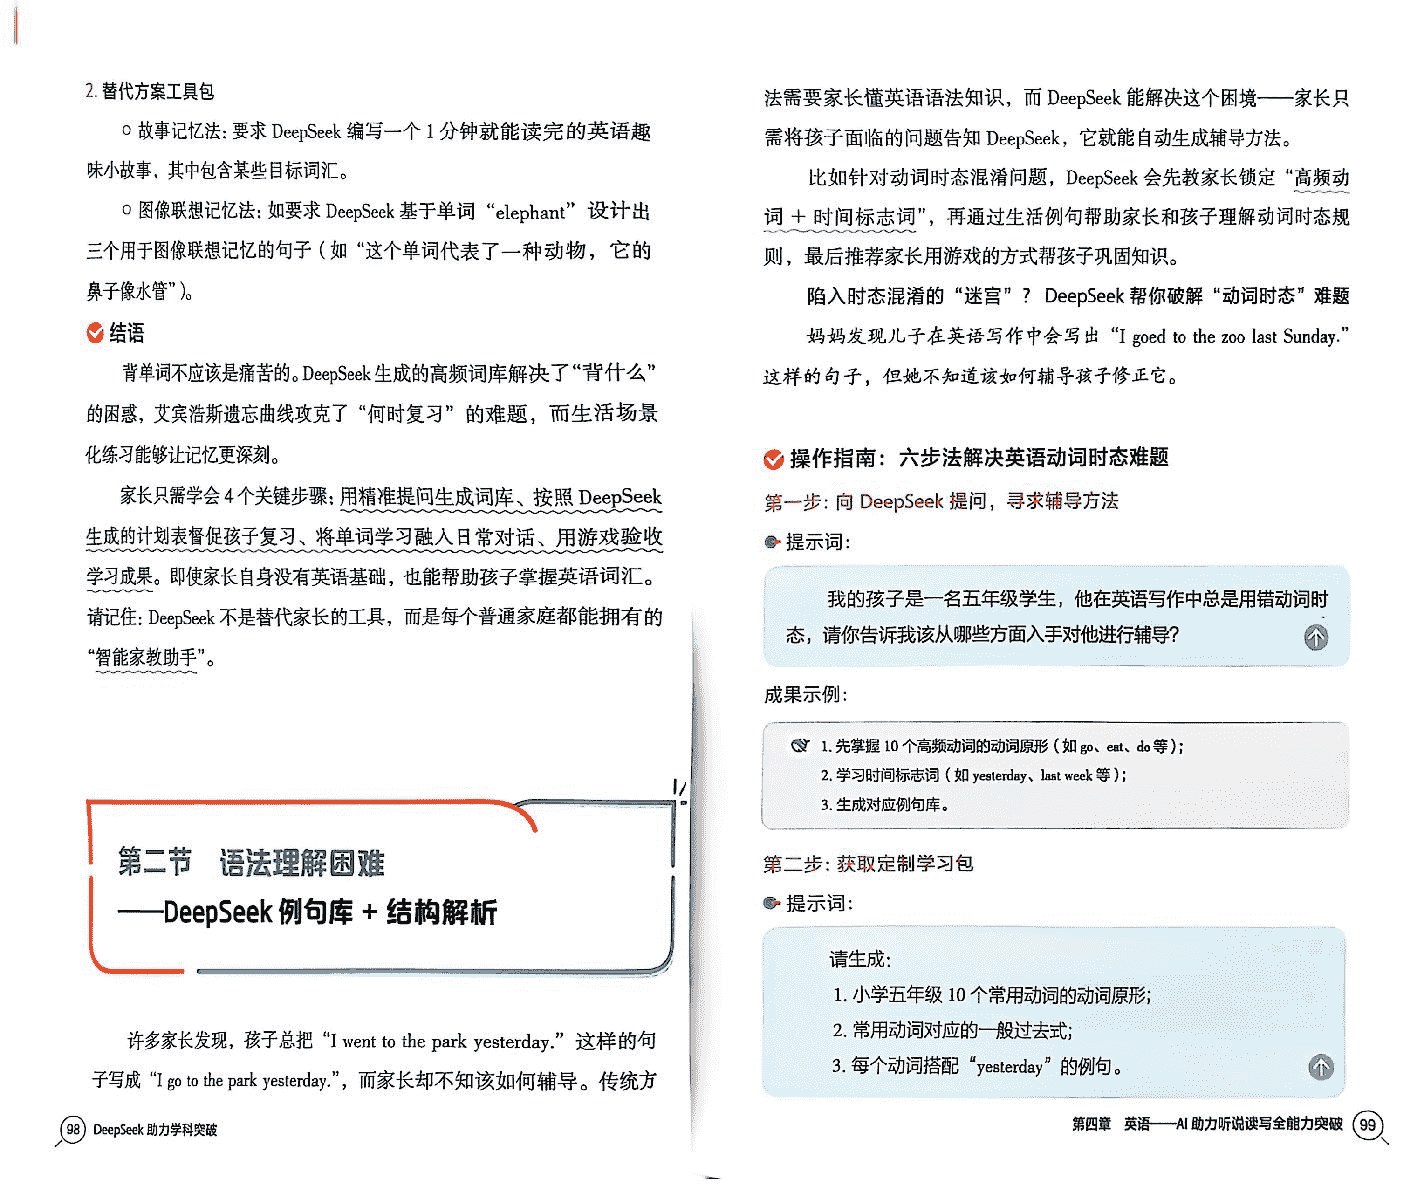 2. 替代方案工具包
○ 故事记忆法：要求 DeepSeek 编写一个 1 分钟就能读完的英语趣
味小故事，其中包含某些目标词汇。
○ 图像联想记忆法：如要求 DeepSeek 基于单词 “elephant” 设计出
三个用于图像联想记忆的句子（如 “这个单词代表了一种动物，它的
鼻子像水管”）。
结语
背单词不应该是痛苦的。DeepSeek 生成的高频词库解决了“背什么”
的困惑，艾宾浩斯遗忘曲线攻克了 “何时复习” 的难题，而生活场景
化练习能够让记忆更深刻。
家长只需学会 4 个关键步骤：用精准提问生成词库、按照 DeepSeek
生成的计划表督促孩子复习、将单词学习融入日常对话、用游戏验收
学习成果。即使家长自身没有英语基础，也能帮助孩子掌握英语词汇。
请记住：DeepSeek 不是替代家长的工具，而是每个普通家庭都能拥有的
“智能家教助手”。
第二节 语法理解困难
——DeepSeek 例句库 + 结构解析
许多家长发现，孩子总把 “I went to the park yesterday.” 这样的句
子写成 “I go to the park yesterday.”，而家长却不知该如何辅导。传统方
98 DeepSeek 助力学科突破
法需要家长懂英语语法知识，而 DeepSeek 能解决这个困境——家长只
需将孩子面临的问题告知 DeepSeek，它就能自动生成辅导方法。
比如针对动词时态混淆问题，DeepSeek 会先教家长锁定 “高频动
词 + 时间标志词”，再通过生活例句帮助家长和孩子理解动词时态规
则，最后推荐家长用游戏的方式帮孩子巩固知识。
陷入时态混淆的 “迷宫”？DeepSeek 帮你破解 “动词时态” 难题
妈妈发现儿子在英语写作中会写出 “I goed to the zoo last Sunday.”
这样的句子，但她不知道该如何辅导孩子修正它。
操作指南：六步法解决英语动词时态难题
第一步：向 DeepSeek 提问，寻求辅导方法
提示词：
我的孩子是一名五年级学生，他在英语写作中总是用错动词时
态，请你告诉我该从哪些方面入手对他进行辅导？
成果示例：
1. 先掌握 10 个高频动词的动词原形（如 go、eat、do 等）；
2. 学习时间标志词（如 yesterday、last week 等）；
3. 生成对应例句库。
第二步：获取定制学习包
提示词：
请生成：
1. 小学五年级 10 个常用动词的动词原形；
2. 常用动词对应的一般过去式；
3. 每个动词搭配 “yesterday” 的例句。
第四章 英语——AI 助力听说读写全能力突破 99